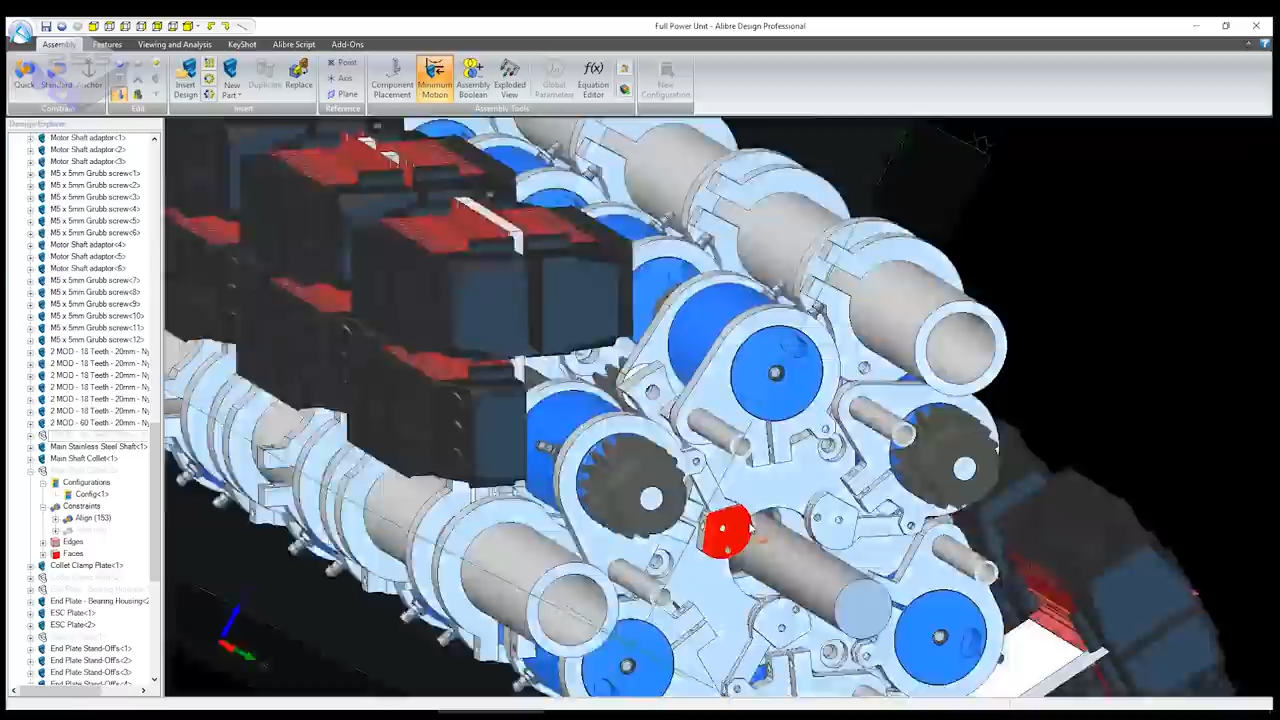 Full Power Unit - Alibre Design Professional
Assembly Features Viewing and Analysis KeyShot Alibre Script Add-Ons
Quick Standard Anchor
Insert Design
New Part
Duplicate
Replace
Point
Axis
Plane
Component Placement
Minimum Motion
Assembly Boolean
Exploded View
Global Parameters
f(x)
Equation Editor
New Configuration
Constrain Edit Insert Reference Assembly Tools
Design Explorer
Motor Shaft adaptor<1>
Motor Shaft adaptor<2>
Motor Shaft adaptor<3>
M5 x 5mm Grubb screw<1>
M5 x 5mm Grubb screw<2>
M5 x 5mm Grubb screw<3>
M5 x 5mm Grubb screw<4>
M5 x 5mm Grubb screw<5>
M5 x 5mm Grubb screw<6>
Motor Shaft adaptor<4>
Motor Shaft adaptor<5>
Motor Shaft adaptor<6>
M5 x 5mm Grubb screw<7>
M5 x 5mm Grubb screw<8>
M5 x 5mm Grubb screw<9>
M5 x 5mm Grubb screw<10>
M5 x 5mm Grubb screw<11>
M5 x 5mm Grubb screw<12>
2 MOD - 18 Teeth - 20mm - Ny
2 MOD - 18 Teeth - 20mm - Ny
2 MOD - 18 Teeth - 20mm - Ny
2 MOD - 18 Teeth - 20mm - Ny
2 MOD - 18 Teeth - 20mm - Ny
2 MOD - 18 Teeth - 20mm - Ny
2 MOD - 60 Teeth - 20mm - Ny
Main Stainless Steel Shaft<1>
Main Shaft Collet<1>
Configurations
Config<1>
Constraints
Align (153)
Edges
Faces
Collet Clamp Plate<1>
End Plate - Bearing Housing<2
ESC Plate<1>
ESC Plate<2>
End Plate Stand-Off's<1>
End Plate Stand-Off's<2>
End Plate Stand-Off's<3>
End Plate Stand-Off's<4>